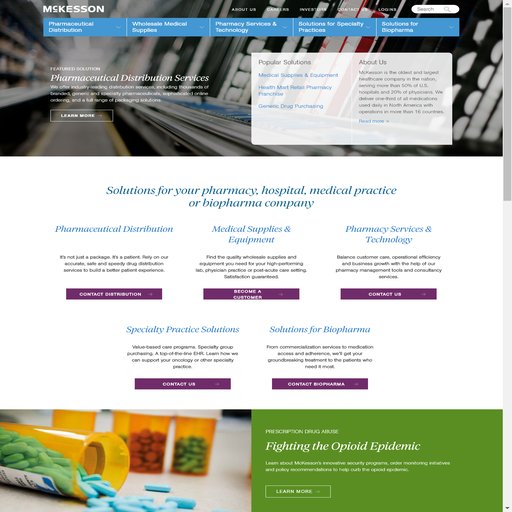 MCKESSON
ABOUT US CAREERS INVESTORS CONTACT US LOGINS Search
Pharmaceutical Distribution
Wholesale Medical Supplies
Pharmacy Services & Technology
Solutions for Specialty Practices
Solutions for Biopharma
FEATURED SOLUTION
Pharmaceutical Distribution Services
We offer industry-leading distribution services, including thousands of
branded, generic and specialty pharmaceuticals, sophisticated online
ordering, and a full range of packaging solutions.
LEARN MORE →
Popular Solutions
Medical Supplies & Equipment
Health Mart Retail Pharmacy
Franchise
Generic Drug Purchasing
About Us
McKesson is the oldest and largest
healthcare company in the nation,
serving more than 50% of U.S.
hospitals and 20% of physicians. We
deliver one-third of all medications
used daily in North America with
operations in more than 16 countries.
Read more >
Solutions for your pharmacy, hospital, medical practice
or biopharma company
Pharmaceutical Distribution
It's not just a package. It's a patient. Rely on our
accurate, safe and speedy drug distribution
services to build a better patient experience.
CONTACT DISTRIBUTION →
Medical Supplies &
Equipment
Find the quality wholesale supplies and
equipment you need for your high-performing
lab, physician practice or post-acute care setting.
Satisfaction guaranteed.
BECOME A
CUSTOMER →
Pharmacy Services &
Technology
Balance customer care, operational efficiency
and business growth with the help of our
pharmacy management tools and consultancy
services.
CONTACT US →
Specialty Practice Solutions
Value-based care programs. Specialty group
purchasing. A top-of-the-line EHR. Learn how we
can support your oncology or other specialty
practice.
CONTACT US →
Solutions for Biopharma
From commercialization services to medication
access and adherence, we'll get your
groundbreaking treatment to the patients who
need it most.
CONTACT BIOPHARMA →
PRESCRIPTION DRUG ABUSE
Fighting the Opioid Epidemic
Learn about McKesson's innovative security programs, order monitoring initiatives
and policy recommendations to help curb the opioid epidemic.
LEARN MORE →